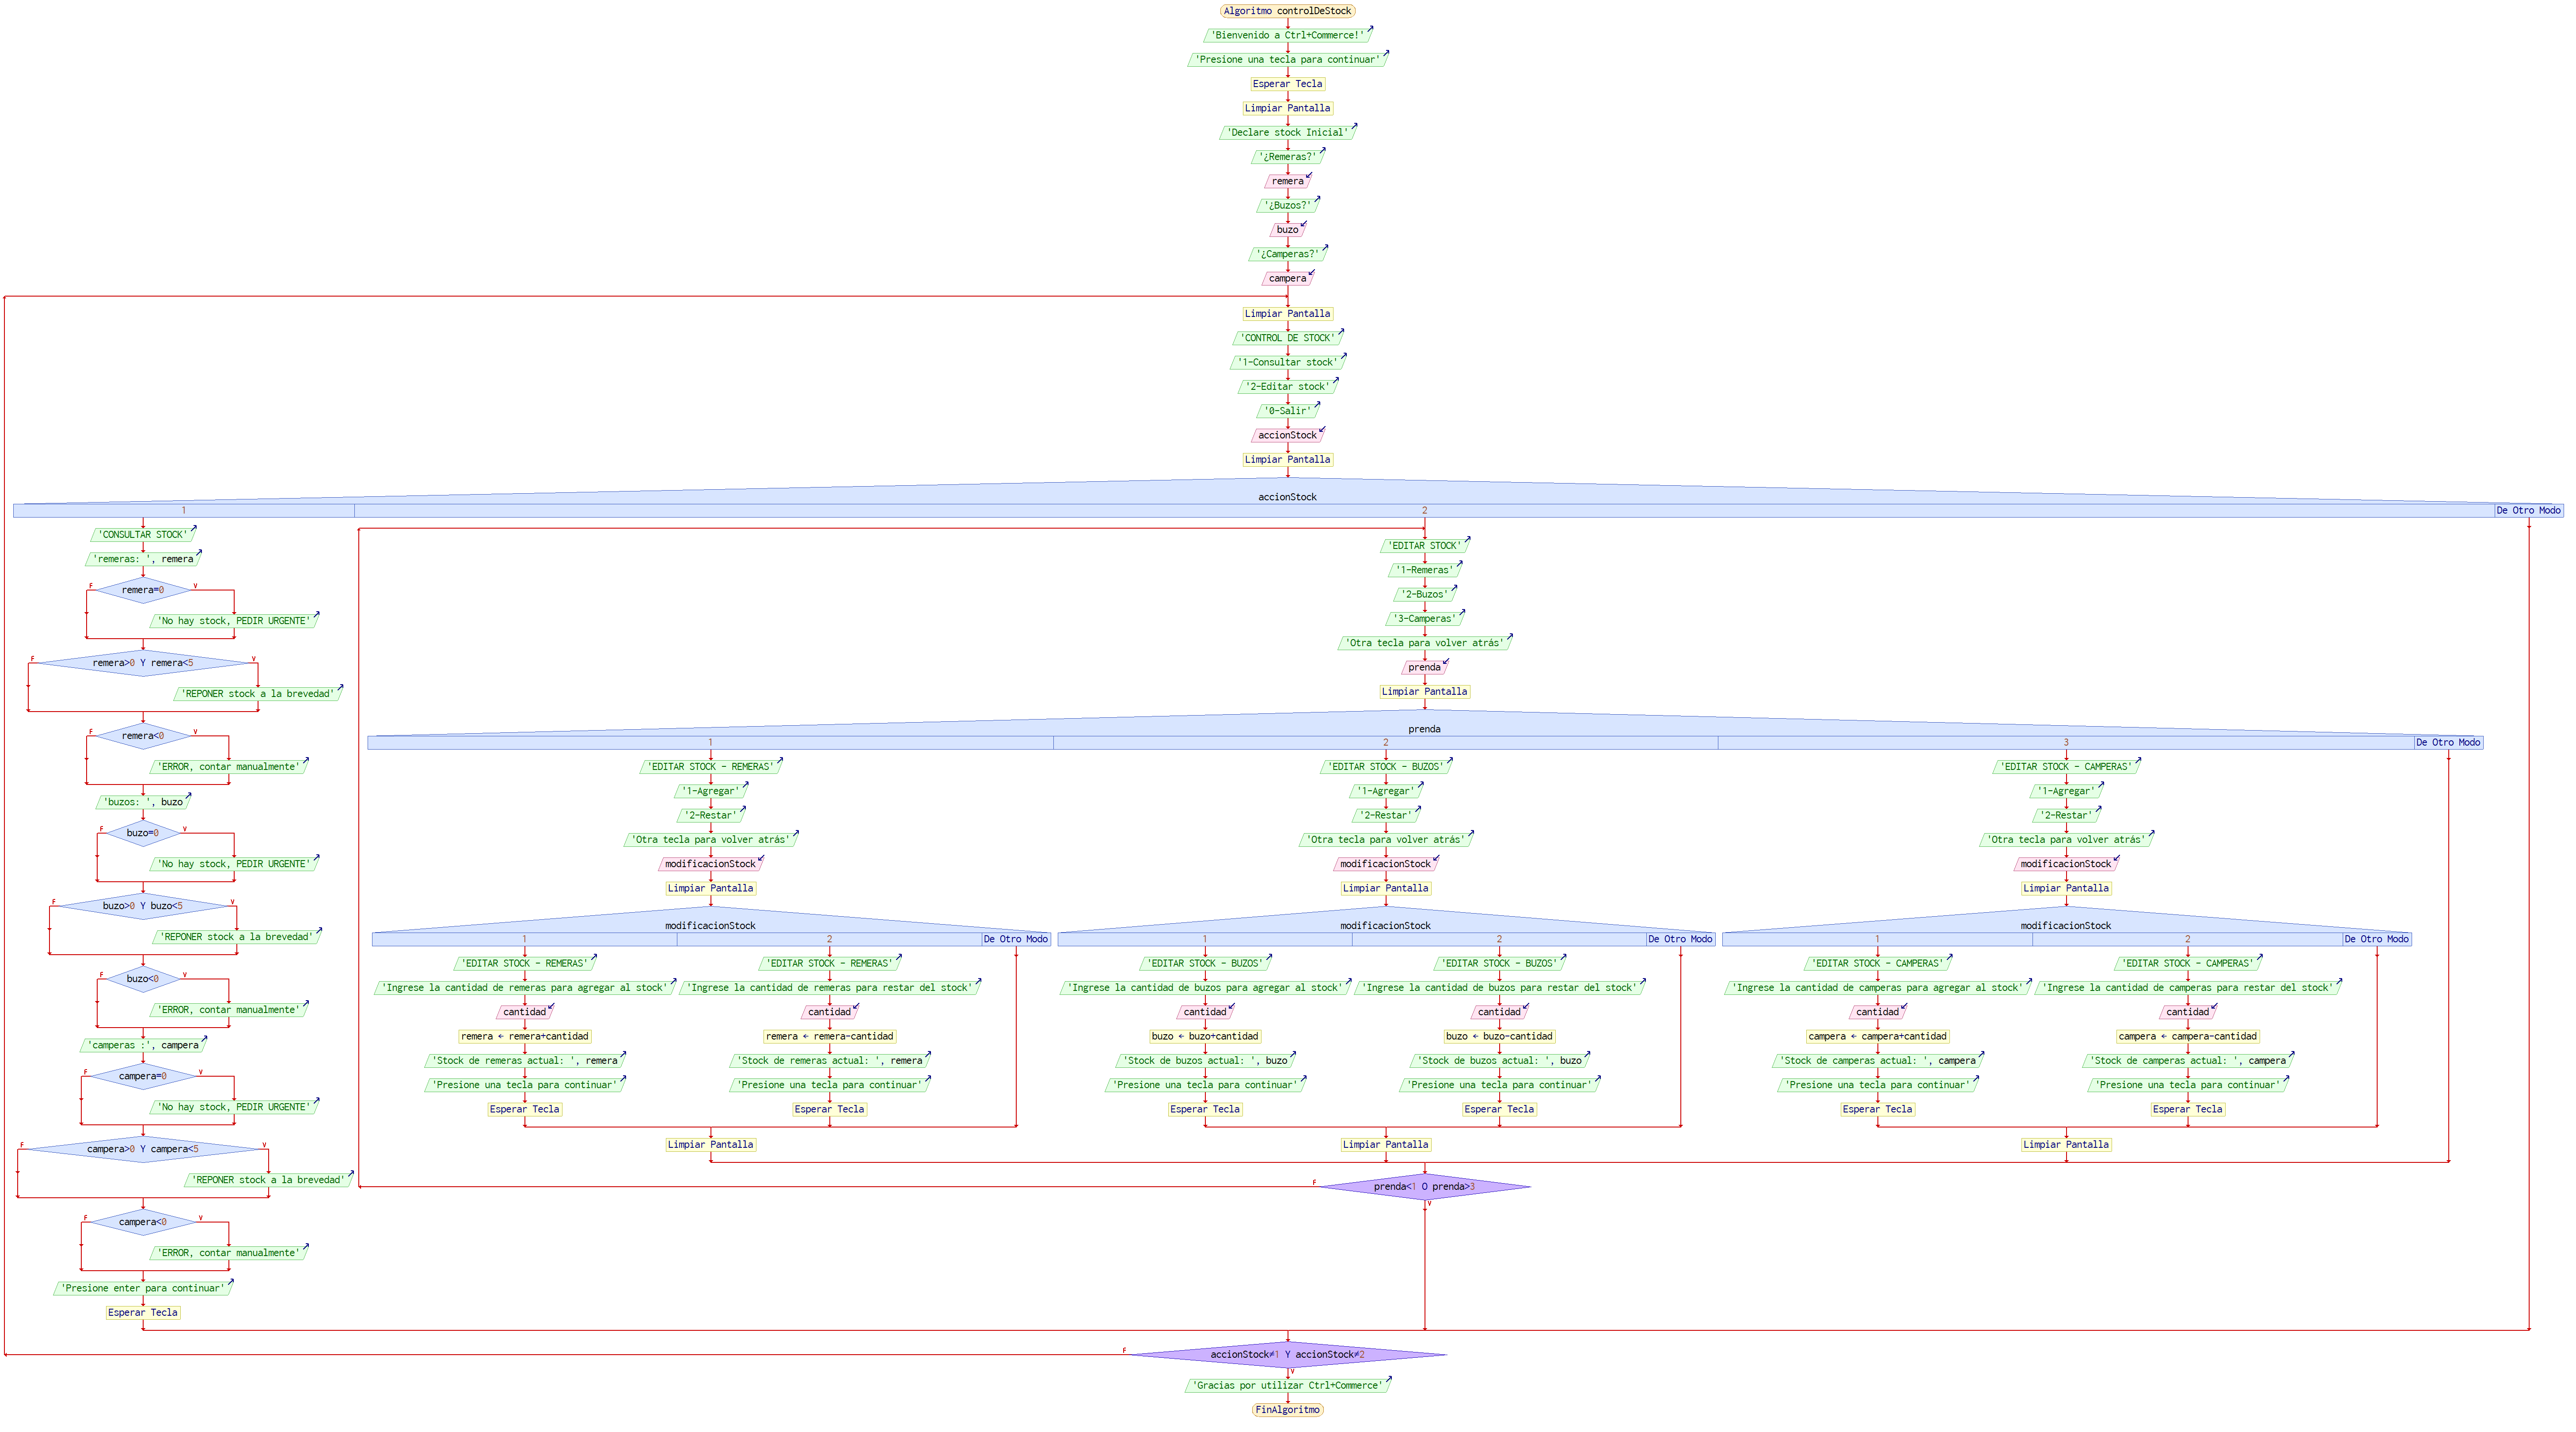 Algoritmo controlDeStock
'Bienvenido a Ctrl+Commerce!'
'Presione una tecla para continuar'
Esperar Tecla
Limpiar Pantalla
'Declare stock Inicial'
'¿Remeras?'
remera
'¿Buzos?'
buzo
'¿Camperas?'
campera
Limpiar Pantalla
'CONTROL DE STOCK'
'1-Consultar stock'
'2-Editar stock'
'0-Salir'
accionStock
Limpiar Pantalla
accionStock
1
2
De Otro Modo
'CONSULTAR STOCK'
'remeras: ', remera
remera=0
F
V
'No hay stock, PEDIR URGENTE'
remera>0 Y remera<5
F
V
'REPONER stock a la brevedad'
remera<0
F
V
'ERROR, contar manualmente'
'buzos: ', buzo
buzo=0
F
V
'No hay stock, PEDIR URGENTE'
buzo>0 Y buzo<5
F
V
'REPONER stock a la brevedad'
buzo<0
F
V
'ERROR, contar manualmente'
'camperas :', campera
campera=0
F
V
'No hay stock, PEDIR URGENTE'
campera>0 Y campera<5
F
V
'REPONER stock a la brevedad'
campera<0
F
V
'ERROR, contar manualmente'
'Presione enter para continuar'
Esperar Tecla
'EDITAR STOCK'
'1-Remeras'
'2-Buzos'
'3-Camperas'
'Otra tecla para volver atrás'
prenda
Limpiar Pantalla
prenda
1
2
3
De Otro Modo
'EDITAR STOCK - REMERAS'
'1-Agregar'
'2-Restar'
'Otra tecla para volver atrás'
modificacionStock
Limpiar Pantalla
modificacionStock
1
2
De Otro Modo
'EDITAR STOCK - REMERAS'
'Ingrese la cantidad de remeras para agregar al stock'
cantidad
remera ← remera+cantidad
'Stock de remeras actual: ', remera
'Presione una tecla para continuar'
Esperar Tecla
'EDITAR STOCK - REMERAS'
'Ingrese la cantidad de remeras para restar del stock'
cantidad
remera ← remera-cantidad
'Stock de remeras actual: ', remera
'Presione una tecla para continuar'
Esperar Tecla
Limpiar Pantalla
'EDITAR STOCK - BUZOS'
'1-Agregar'
'2-Restar'
'Otra tecla para volver atrás'
modificacionStock
Limpiar Pantalla
modificacionStock
1
2
De Otro Modo
'EDITAR STOCK - BUZOS'
'Ingrese la cantidad de buzos para agregar al stock'
cantidad
buzo ← buzo+cantidad
'Stock de buzos actual: ', buzo
'Presione una tecla para continuar'
Esperar Tecla
'EDITAR STOCK - BUZOS'
'Ingrese la cantidad de buzos para restar del stock'
cantidad
buzo ← buzo-cantidad
'Stock de buzos actual: ', buzo
'Presione una tecla para continuar'
Esperar Tecla
Limpiar Pantalla
'EDITAR STOCK - CAMPERAS'
'1-Agregar'
'2-Restar'
'Otra tecla para volver atrás'
modificacionStock
Limpiar Pantalla
modificacionStock
1
2
De Otro Modo
'EDITAR STOCK - CAMPERAS'
'Ingrese la cantidad de camperas para agregar al stock'
cantidad
campera ← campera+cantidad
'Stock de camperas actual: ', campera
'Presione una tecla para continuar'
Esperar Tecla
'EDITAR STOCK - CAMPERAS'
'Ingrese la cantidad de camperas para restar del stock'
cantidad
campera ← campera-cantidad
'Stock de camperas actual: ', campera
'Presione una tecla para continuar'
Esperar Tecla
Limpiar Pantalla
F
prenda<1 O prenda>3
V
F
accionStock≠1 Y accionStock≠2
V
'Gracias por utilizar Ctrl+Commerce'
FinAlgoritmo